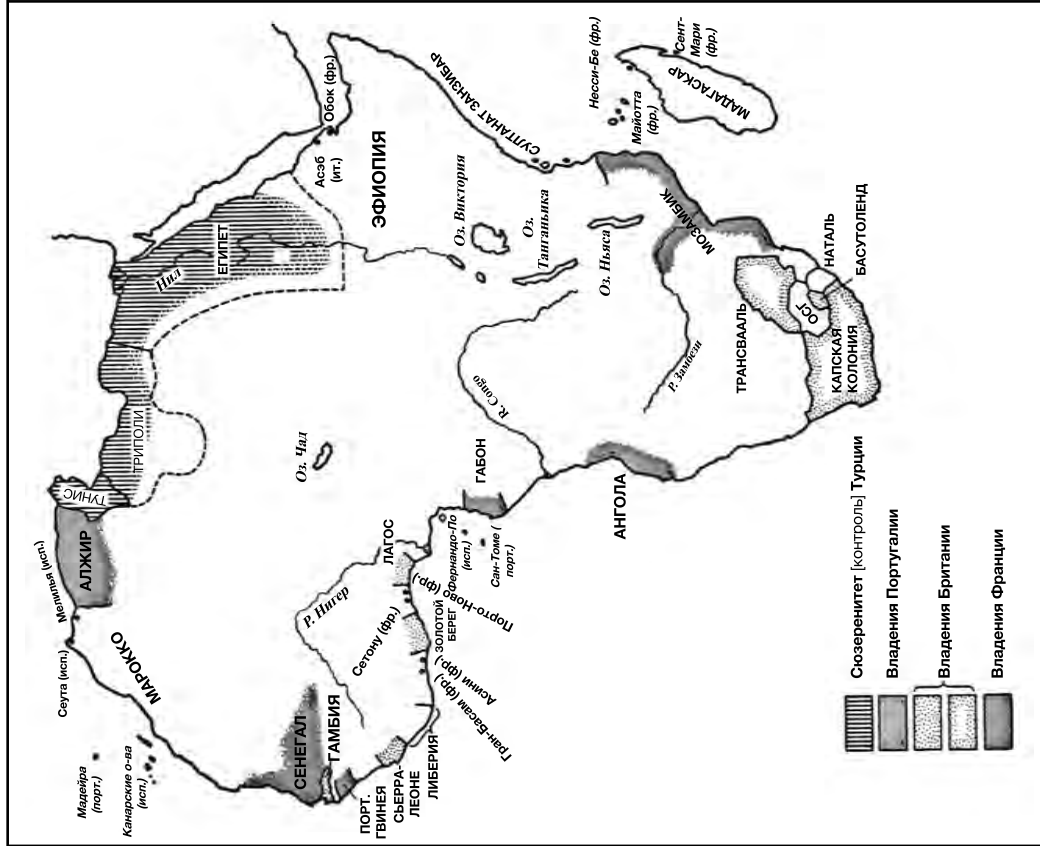 Сеута (исп.)
Мелилья (исп.)
Мадейра
(порт.)
Канарские о-ва
(исп.)
МАРОККО
АЛЖИР
ТУНИС
ТРИПОЛИ
Нил
ЕГИПЕТ
Асэб
(ит.)
Обок (фр.)
ЭФИОПИЯ
СЕНЕГАЛ
ГАМБИЯ
ПОРТ.
ГВИНЕЯ
СЬЕРРА-
ЛЕОНЕ
ЛИБЕРИЯ
Гран-Басам (фр.)
Асини (фр.)
ЗОЛОТОЙ
БЕРЕГ
Сетону (фр.)
Порто-Ново (фр.)
ЛАГОС
Р. Нигер
Оз. Чад
Фернандо-По
(исп.)
Сан-Томе (
порт.)
ГАБОН
R. Congo
Оз. Виктория
Оз.
Танганьика
Оз. Ньяса
СУЛТАНАТ ЗАНЗИБАР
Несси-Бе (фр.)
Майотта
(фр.)
Сент-
Мари
(фр.)
МАДАГАСКАР
АНГОЛА
Р. Замбези
МОЗАМБИК
ТРАНСВААЛЬ
ОСГ
НАТАЛЬ
БАСУТОЛЕНД
КАПСКАЯ
КОЛОНИЯ
Сюзеренитет [контроль] Турции
Владения Португалии
Владения Британии
Владения Франции